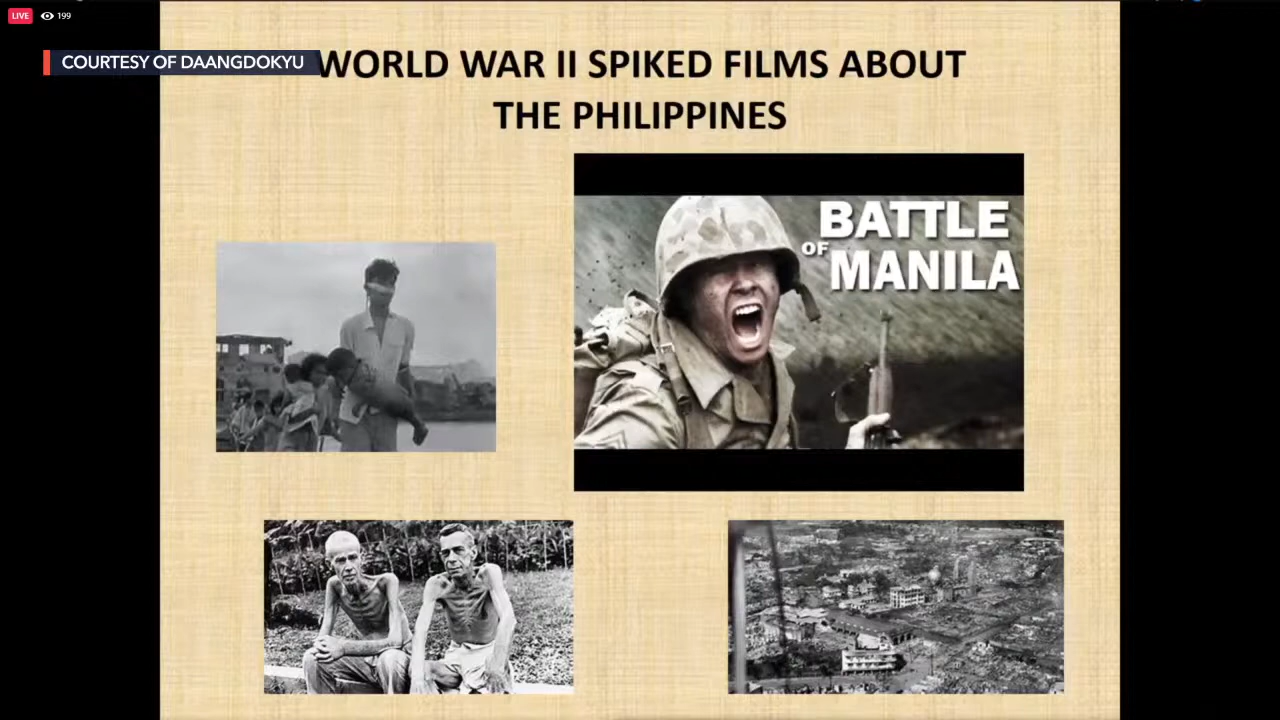 LIVE
199
COURTESY OF DAANGDOKYU
WORLD WAR II SPIKED FILMS ABOUT
THE PHILIPPINES
BATTLE
OF
MANILA